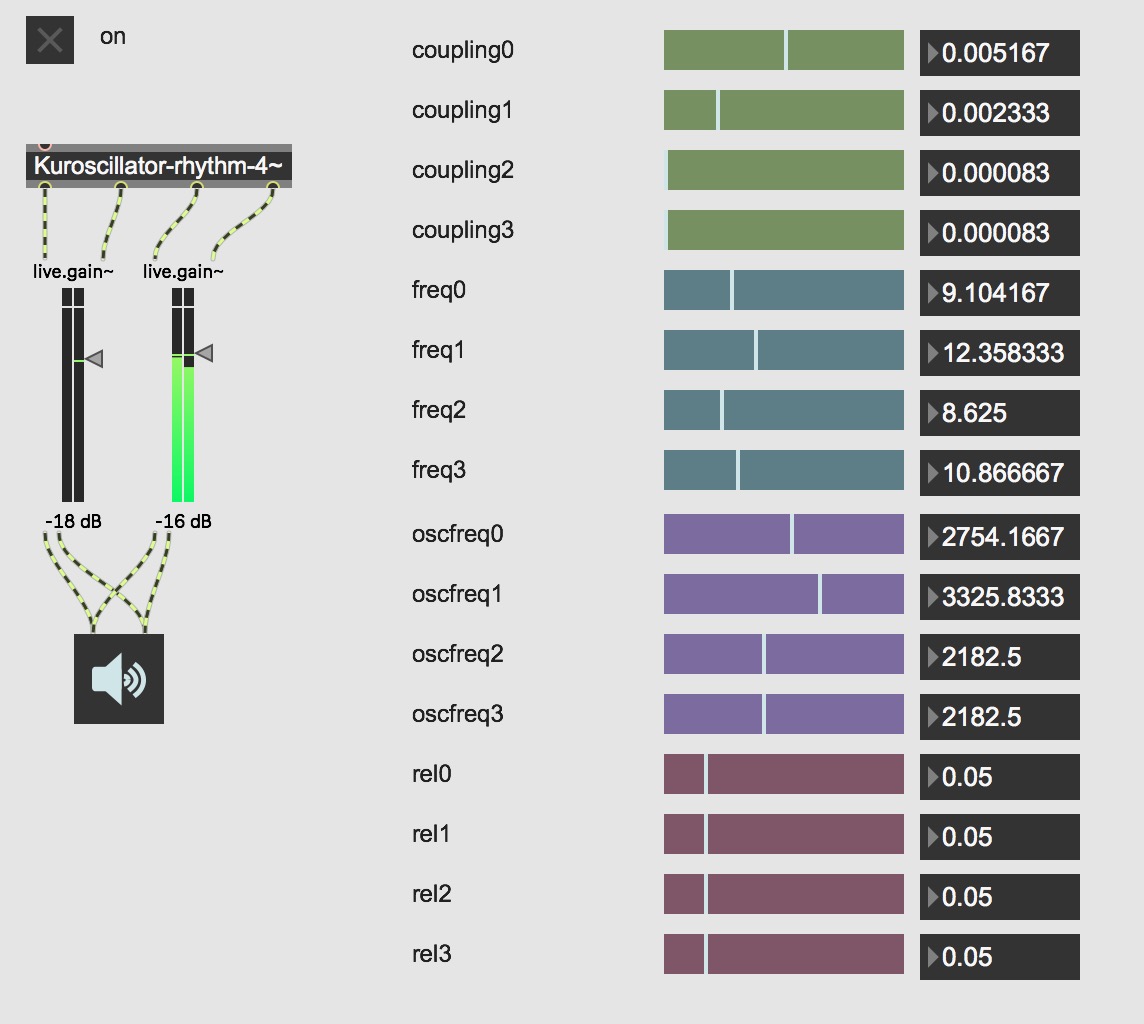 on
Kuroscillator-rhythm-4~
live.gain~ live.gain~
-18 dB -16 dB
coupling0 0.005167
coupling1 0.002333
coupling2 0.000083
coupling3 0.000083
freq0 9.104167
freq1 12.358333
freq2 8.625
freq3 10.866667
oscfreq0 2754.1667
oscfreq1 3325.8333
oscfreq2 2182.5
oscfreq3 2182.5
rel0 0.05
rel1 0.05
rel2 0.05
rel3 0.05